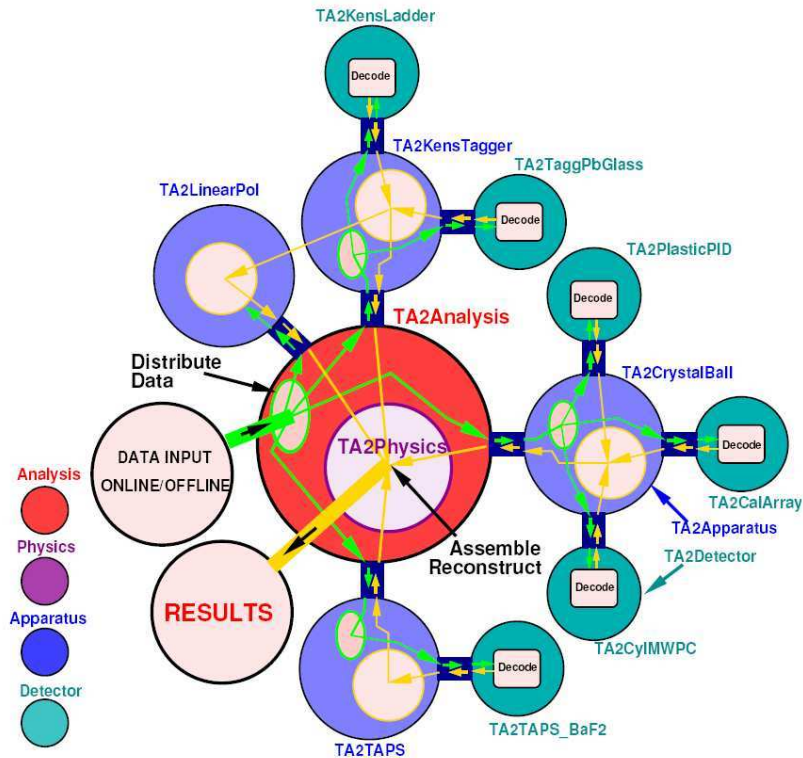 TA2KensLadder
Decode
TA2KensTagger
TA2TaggPbGlass
Decode
TA2LinearPol
TA2PlasticPID
Decode
TA2Analysis
Distribute
Data
TA2CrystalBall
TA2Physics
Decode
DATA INPUT
ONLINE/OFFLINE
Analysis
TA2CalArray
TA2Apparatus
Assemble
Reconstruct
TA2Detector
Physics
Decode
RESULTS
Apparatus
TA2CylMWPC
Decode
Detector
TA2TAPS_BaF2
TA2TAPS